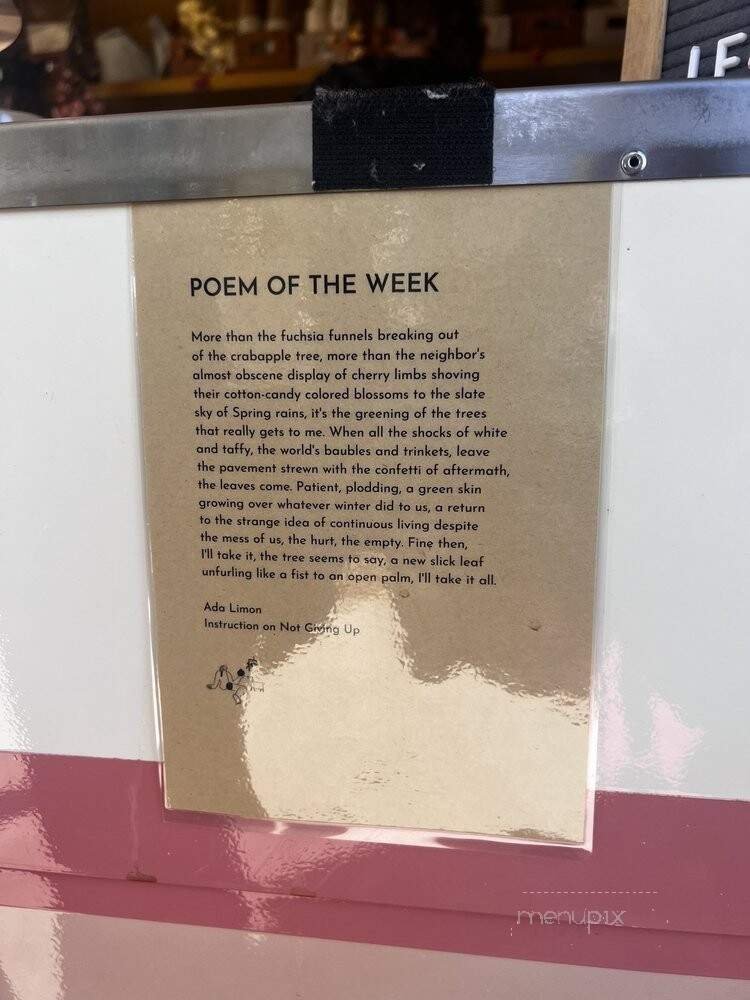 LE
POEM OF THE WEEK
More than the fuchsia funnels breaking out
of the crabapple tree, more than the neighbor's
almost obscene display of cherry limbs shoving
their cotton-candy colored blossoms to the slate
sky of Spring rains, it's the greening of the trees
that really gets to me. When all the shocks of white
and taffy, the world's baubles and trinkets, leave
the pavement strewn with the confetti of aftermath,
the leaves come. Patient, plodding, a green skin
growing over whatever winter did to us, a return
to the strange idea of continuous living despite
the mess of us, the hurt, the empty. Fine then,
I'll take it, the tree seems to say, a new slick leaf
unfurling like a fist to an open palm, I'll take it all.
Ada Limon
Instruction on Not Giving Up
menupix